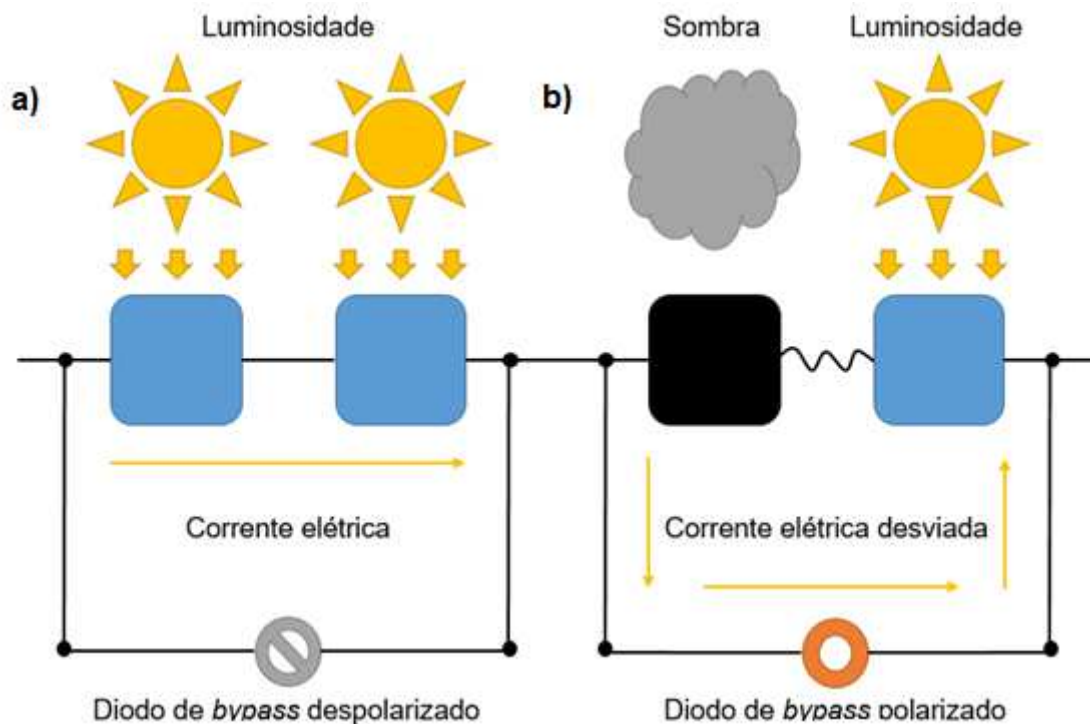 Luminosidade
Sombra
Luminosidade
a)
b)
Corrente elétrica
Corrente elétrica desviada
Diodo de bypass despolarizado
Diodo de bypass polarizado